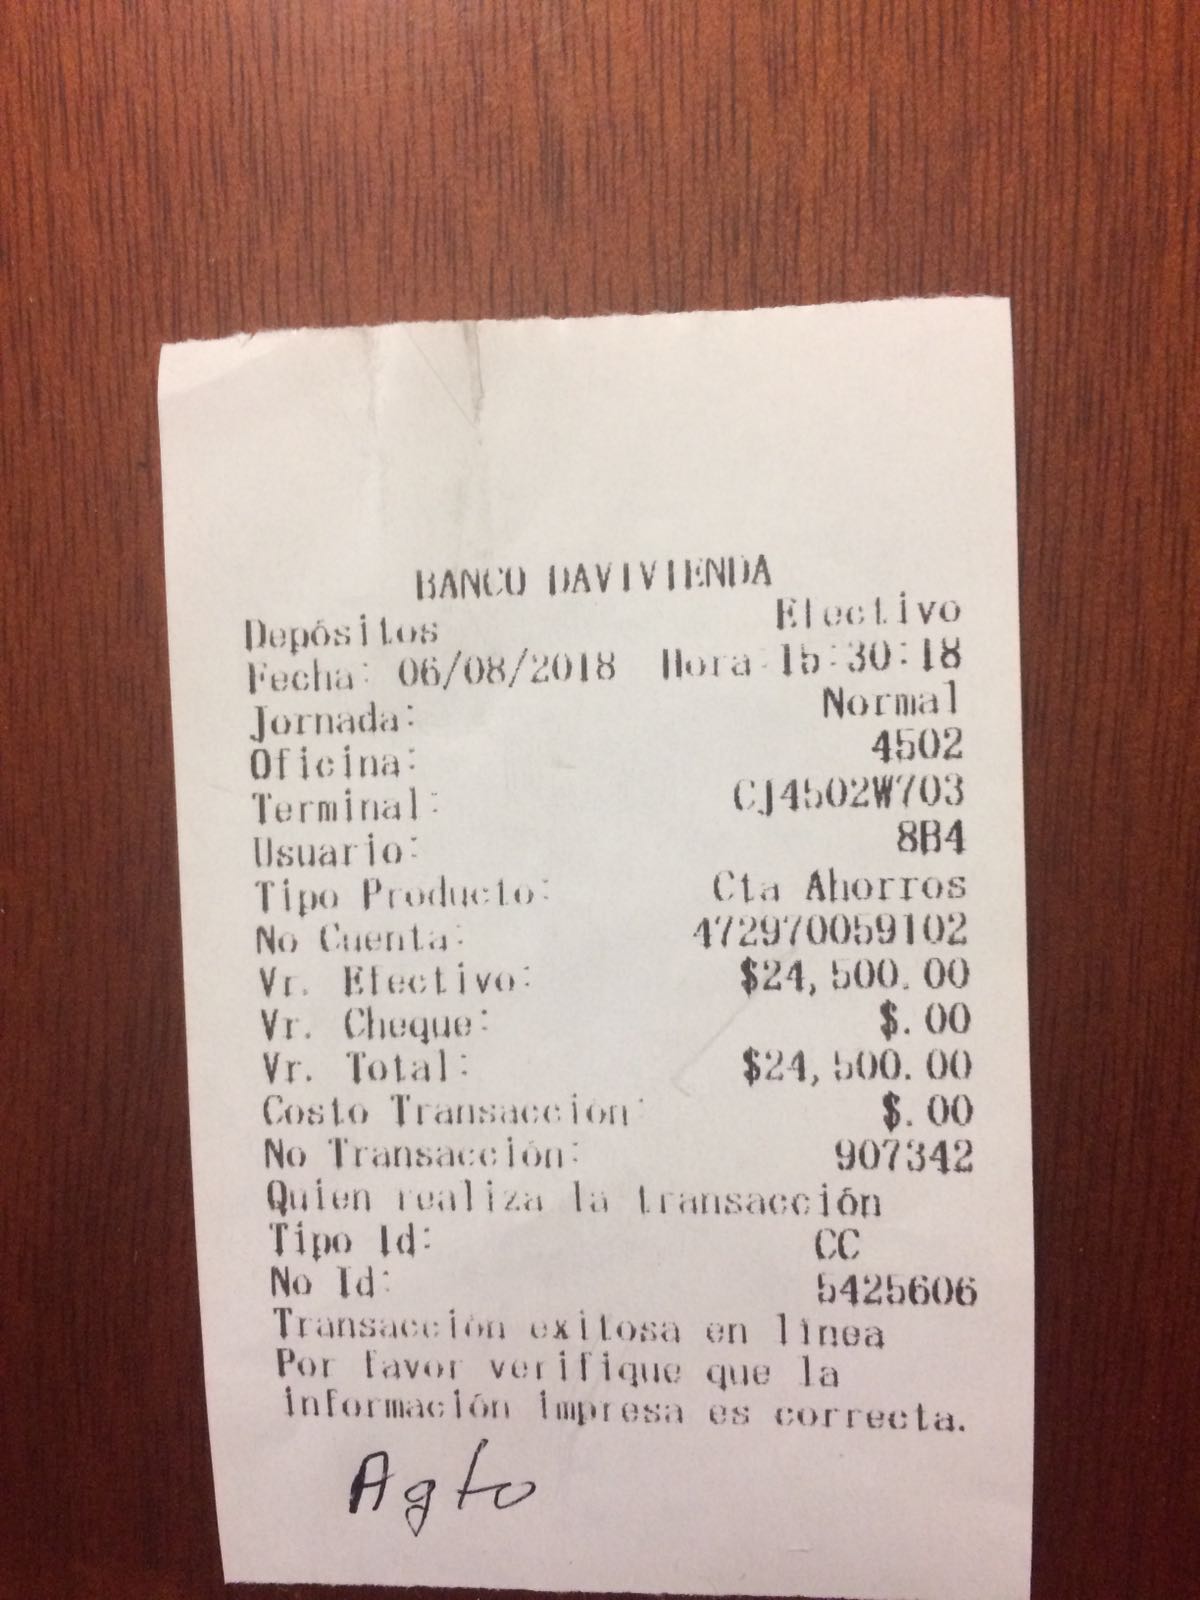 BANCO DAVIVIENDA
Depósitos Efectivo
Fecha: 06/08/2018 Hora:15:30:18
Jornada: Normal
Oficina: 4502
Terminal: CJ4502W703
Usuario: 8B4
Tipo Producto: Cta Ahorros
No Cuenta: 472970059102
Vr. Efectivo: $24,500.00
Vr. Cheque: $.00
Vr. Total: $24,500.00
Costo Transacción: $.00
No Transacción: 907342
Quien realiza la transacción
Tipo Id: CC
No Id: 5425606
Transacción exitosa en línea
Por favor verifique que la
información impresa es correcta.
Agto